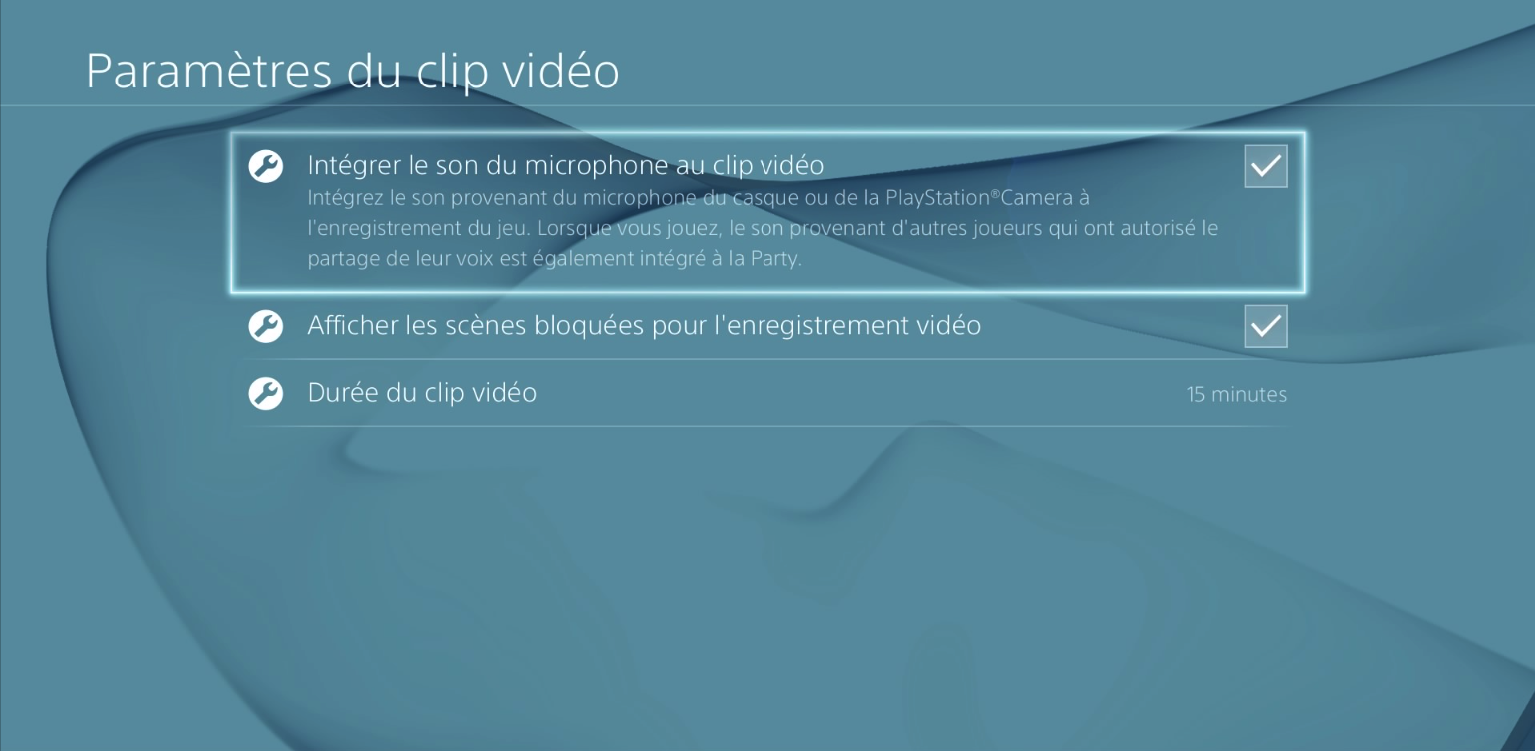 Paramètres du clip vidéo
Intégrer le son du microphone au clip vidéo
Intégrez le son provenant du microphone du casque ou de la PlayStation®Camera à
l'enregistrement du jeu. Lorsque vous jouez, le son provenant d'autres joueurs qui ont autorisé le
partage de leur voix est également intégré à la Party.
Afficher les scènes bloquées pour l'enregistrement vidéo
Durée du clip vidéo
15 minutes